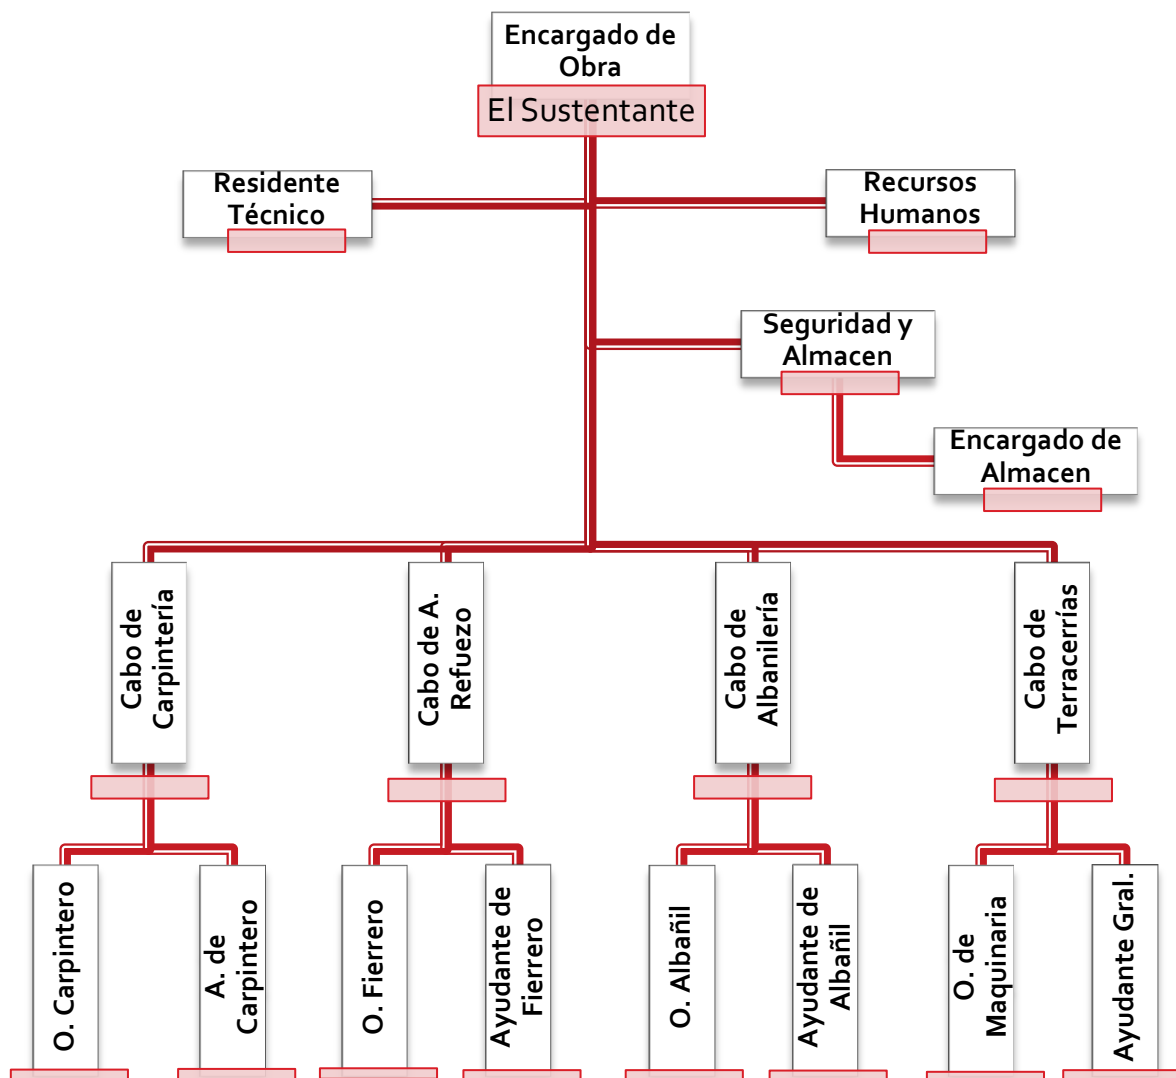 Encargado de
Obra
El Sustentante
Residente
Técnico
Recursos
Humanos
Seguridad y
Almacen
Encargado de
Almacen
Cabo de
Carpintería
Cabo de A.
Refuezo
Cabo de
Albanilería
Cabo de
Terracerrías
O. Carpintero
A. de
Carpintero
O. Fierrero
Ayudante de
Fierrero
O. Albañil
Ayudante de
Albañil
O. de
Maquinaria
Ayudante Gral.